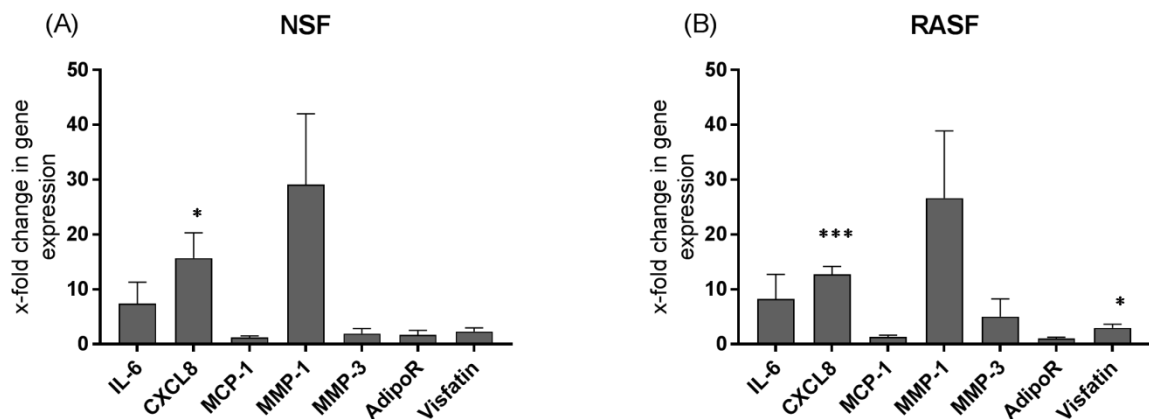 (A)
NSF
x-fold change in gene
expression
50
40
30
20
10
0
*
IL-6
CXCL8
MCP-1
MMP-1
MMP-3
AdipoR
Visfatin
(B)
RASF
x-fold change in gene
expression
50
40
30
20
10
0
***
*
IL-6
CXCL8
MCP-1
MMP-1
MMP-3
AdipoR
Visfatin